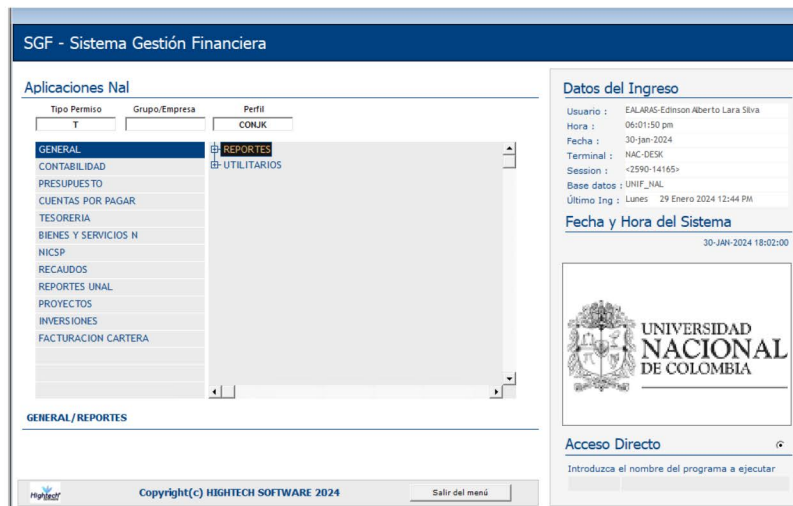 SGF - Sistema Gestión Financiera
Aplicaciones Nal
Tipo Permiso Grupo/Empresa Perfil
T CONJK
GENERAL
CONTABILIDAD
PRESUPUESTO
CUENTAS POR PAGAR
TESORERIA
BIENES Y SERVICIOS N
NICSP
RECAUDOS
REPORTES UNAL
PROYECTOS
INVERSIONES
FACTURACION CARTERA
REPORTES
UTILITARIOS
GENERAL/REPORTES
Hightech
Copyright(c) HIGHTECH SOFTWARE 2024
Salir del menú
Datos del Ingreso
Usuario : EALARAS-Edinson Alberto Lara Silva
Hora : 06:01:50 pm
Fecha : 30-jan-2024
Terminal : NAC-DESK
Session : <2590-14165>
Base datos : UNIF_NAL
Último Ing : Lunes 29 Enero 2024 12:44 PM
Fecha y Hora del Sistema
30-JAN-2024 18:02:00
UNIVERSIDAD
NACIONAL
DE COLOMBIA
Acceso Directo
Introduzca el nombre del programa a ejecutar